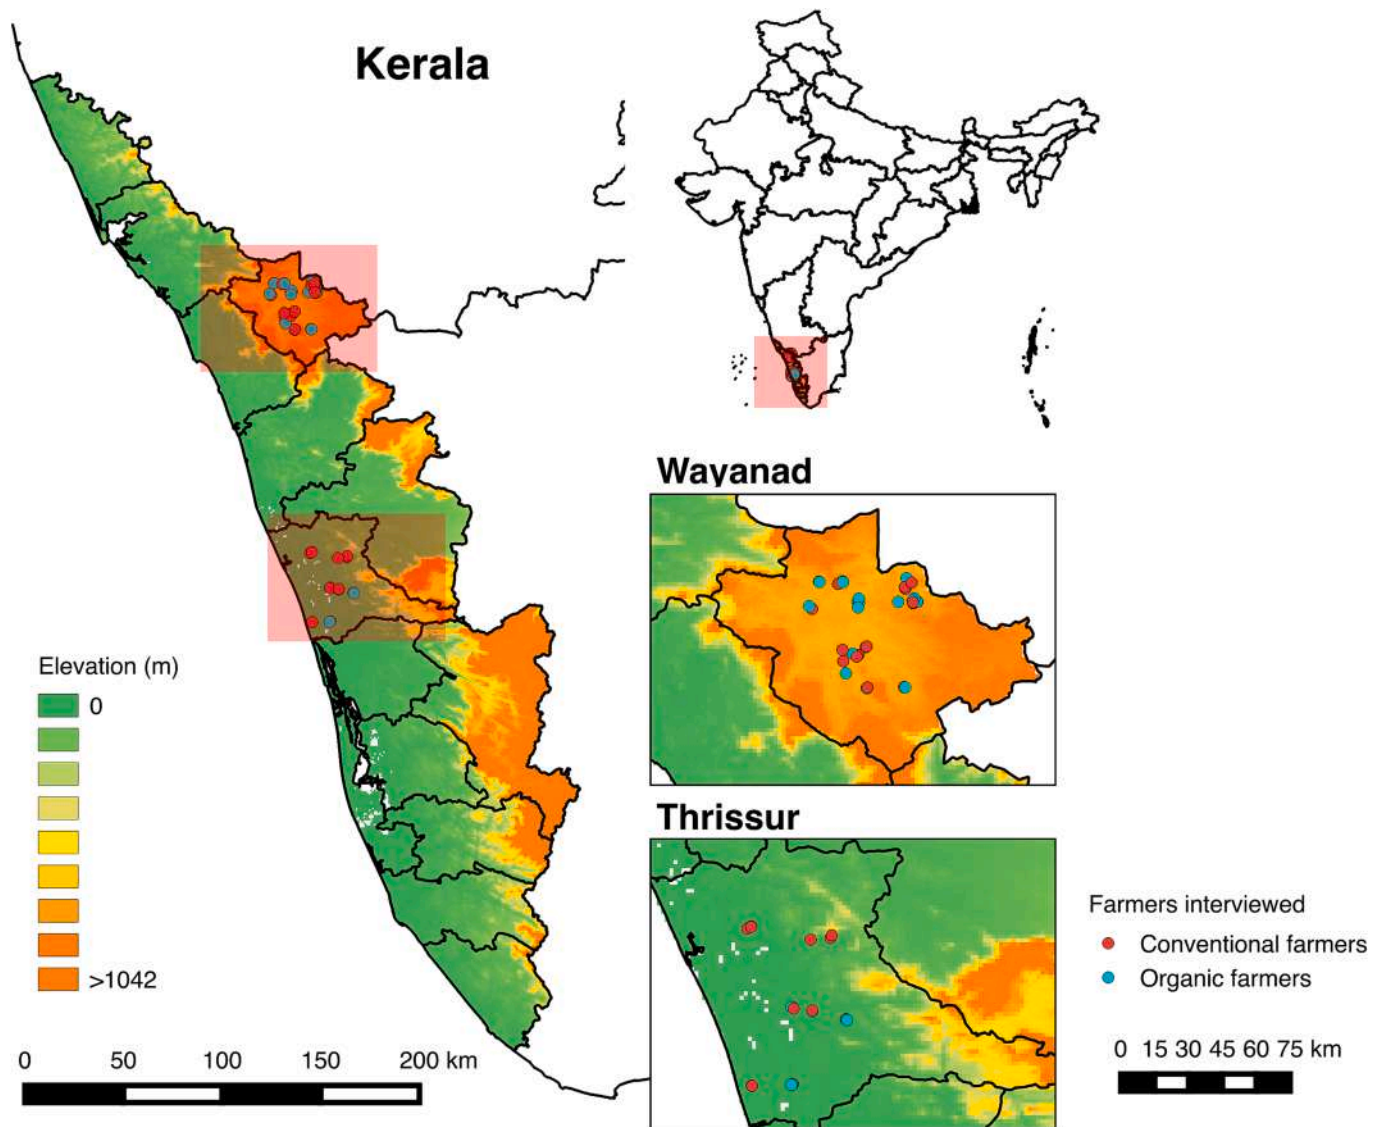 Kerala
Elevation (m)
0
>1042
0 50 100 150 200 km
Wayanad
Thrissur
Farmers interviewed
Conventional farmers
Organic farmers
0 15 30 45 60 75 km